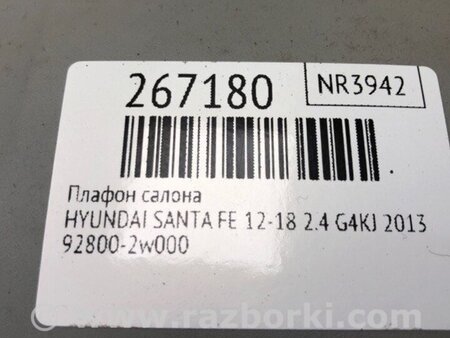 267180
NR3942
Плафон салона
HYUNDAI SANTA FE 12-18 2.4 G4KJ 2013
92800-2w000
www.razborki.com